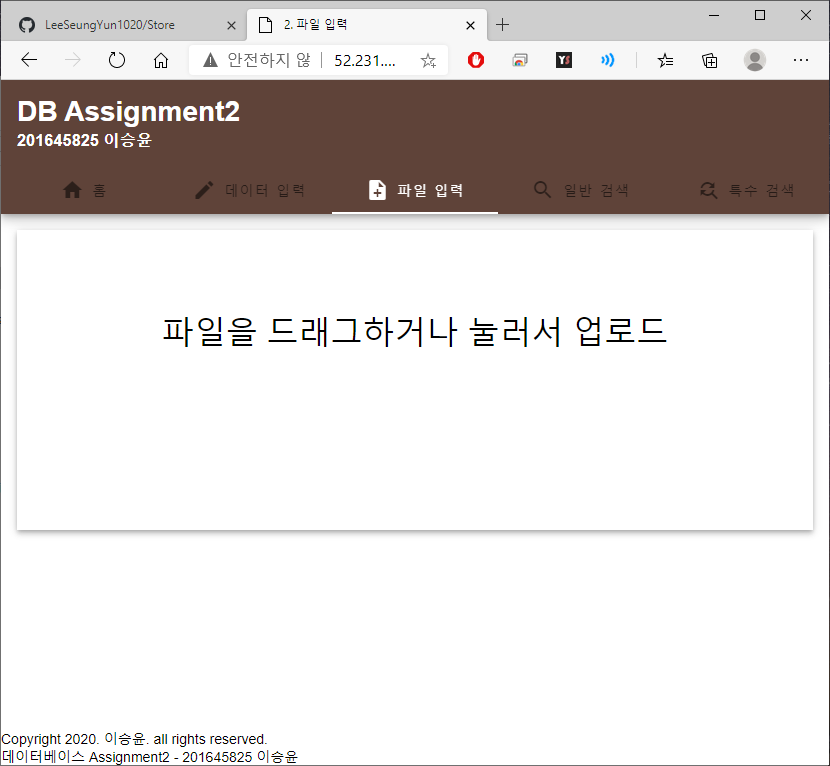 LeeSeungYun1020/Store
2. 파일 입력
안전하지 않 52.231....
DB Assignment2
201645825 이승윤
홈 데이터 입력 파일 입력 일반 검색 특수 검색
파일을 드래그하거나 눌러서 업로드
Copyright 2020. 이승윤. all rights reserved.
데이터베이스 Assignment2 - 201645825 이승윤